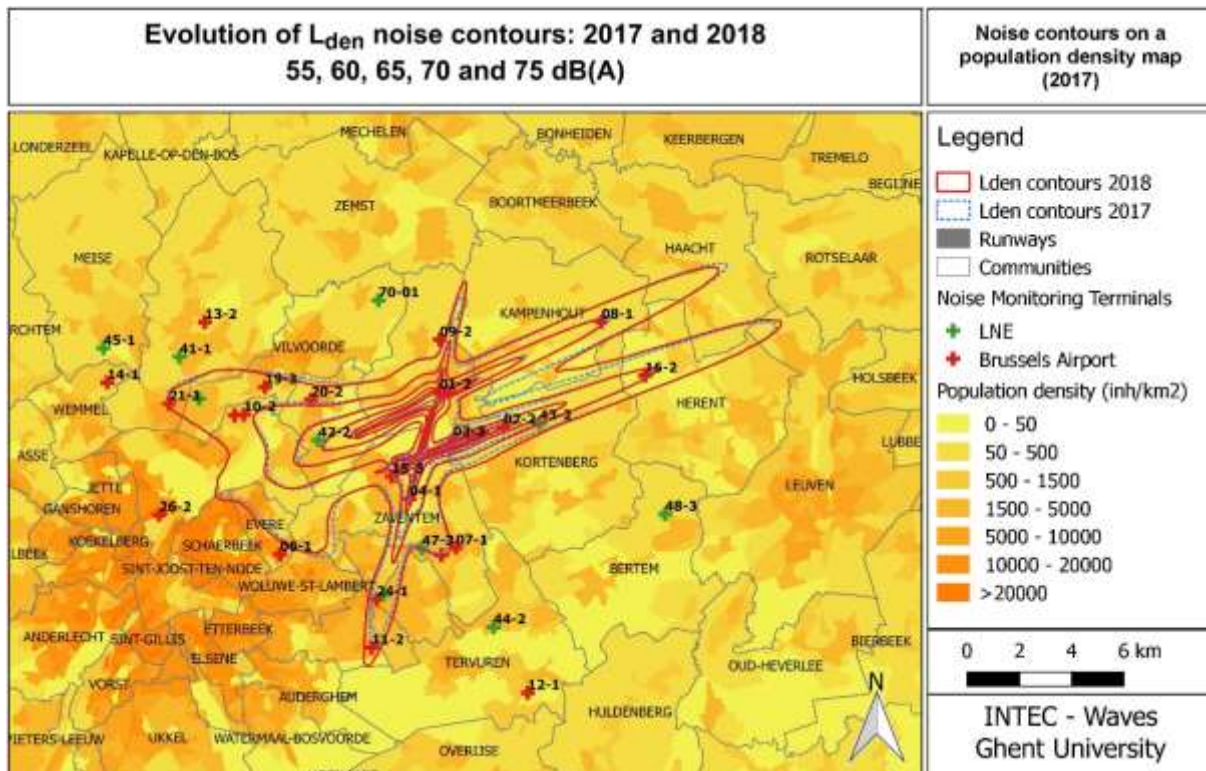 Evolution of Lden noise contours: 2017 and 2018
55, 60, 65, 70 and 75 dB(A)
Noise contours on a
population density map
(2017)
LONDERZEEL
KAPELLE-OP-DEN-BOS
MECHELEN
BONHEIDEN
KEERBERGEN
TREMELO
BEGIJNE
ZEMST
BOORTMEERBEEK
HAACHT
ROTSELAAR
MEISE
70-01
KAMPENHOUT
08-1
13-2
RCHTEM
45-1
41-1
VILVOORDE
09-2
14-1
19-3
20-2
01-2
16-2
HOLSBEEK
WEMMEL
21-1
10-2
HERENT
42-2
03-3
02-2
43-2
LUBBE
ASSE
KORTENBERG
JETTE
GANSHOREN
26-2
EVERE
04-1
ZAVENTEM
48-3
LEUVEN
KOEKELBERG
SCHAERBEEK
06-1
47-3
07-1
SINT-JOOST-TEN-NODE
WOLUWE-ST-LAMBERT
BERTEM
24-1
ANDERLECHT
SINT-GILLIS
ETTERBEEK
ELSENE
11-2
44-2
TERVUREN
OUD-HEVERLEE
BIERBEEK
VORST
AUDERGHEM
12-1
HULDENBERG
PIETERS-LEEUW
UKKEL
WATERMAAL-BOSVOORDE
OVERIJSE
N
Legend
Lden contours 2018
Lden contours 2017
Runways
Communities
Noise Monitoring Terminals
LNE
Brussels Airport
Population density (inh/km2)
0 - 50
50 - 500
500 - 1500
1500 - 5000
5000 - 10000
10000 - 20000
>20000
0 2 4 6 km
INTEC - Waves
Ghent University